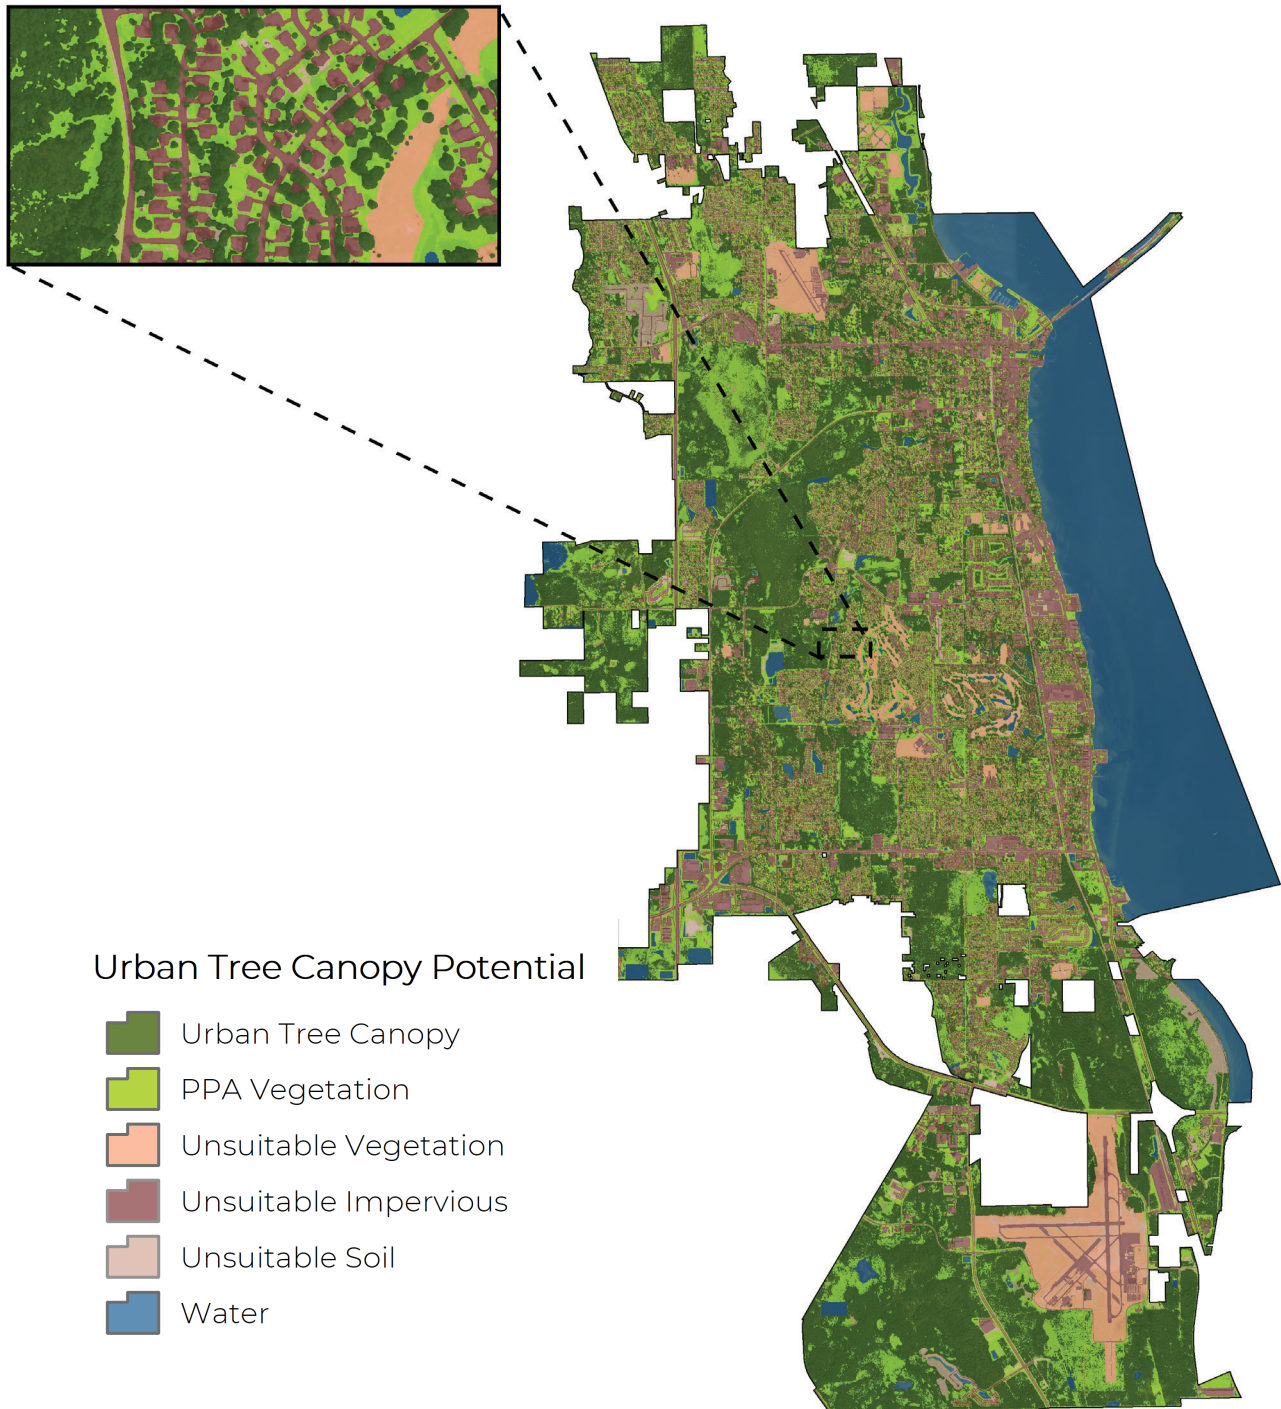 Urban Tree Canopy Potential
Urban Tree Canopy
PPA Vegetation
Unsuitable Vegetation
Unsuitable Impervious
Unsuitable Soil
Water